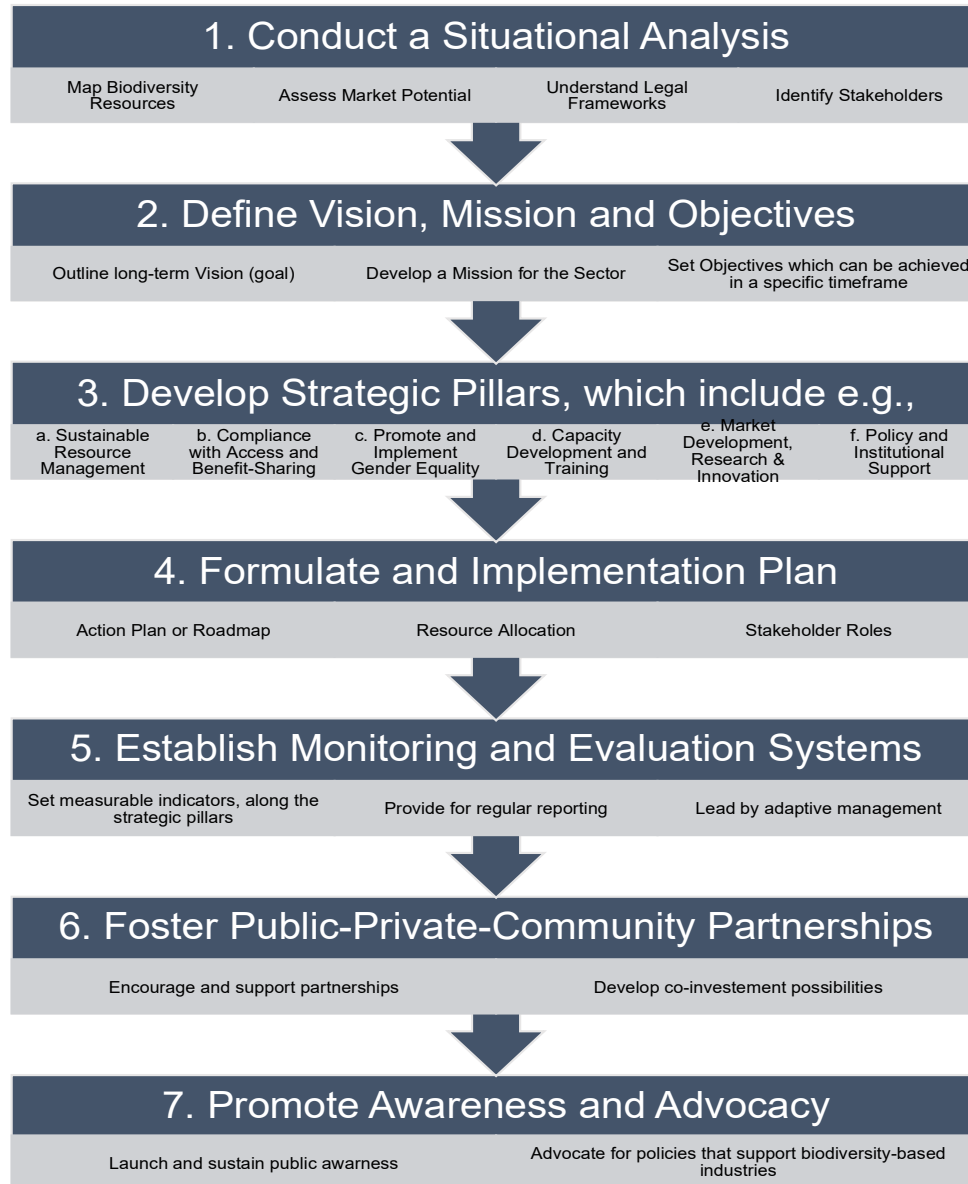 1. Conduct a Situational Analysis
Map Biodiversity
Resources
Assess Market Potential
Understand Legal
Frameworks
Identify Stakeholders
2. Define Vision, Mission and Objectives
Outline long-term Vision (goal)
Develop a Mission for the Sector
Set Objectives which can be achieved
in a specific timeframe
3. Develop Strategic Pillars, which include e.g.,
a. Sustainable
Resource
Management
b. Compliance
with Access and
Benefit-Sharing
c. Promote and
Implement
Gender Equality
d. Capacity
Development and
Training
e. Market
Development,
Research &
Innovation
f. Policy and
Institutional
Support
4. Formulate and Implementation Plan
Action Plan or Roadmap
Resource Allocation
Stakeholder Roles
5. Establish Monitoring and Evaluation Systems
Set measurable indicators, along the
strategic pillars
Provide for regular reporting
Lead by adaptive management
6. Foster Public-Private-Community Partnerships
Encourage and support partnerships
Develop co-investement possibilities
7. Promote Awareness and Advocacy
Launch and sustain public awarness
Advocate for policies that support biodiversity-based
industries